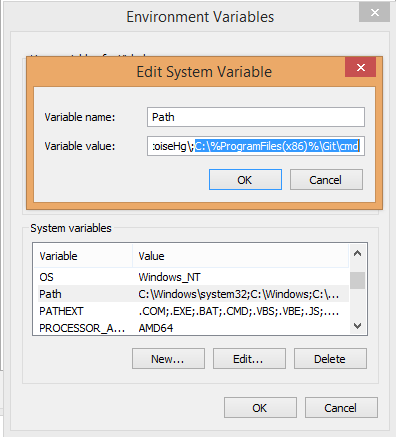 Environment Variables
Edit System Variable
Variable name:
Path
Variable value:
:oiseHg\;C:\%ProgramFiles(x86)%\Git\cmd
OK
Cancel
System variables
Variable
Value
OS
Windows_NT
Path
C:\Windows\system32;C:\Windows;C:\...
PATHEXT
.COM;.EXE;.BAT;.CMD;.VBS;.VBE;.JS;....
PROCESSOR_A...
AMD64
New...
Edit...
Delete
OK
Cancel